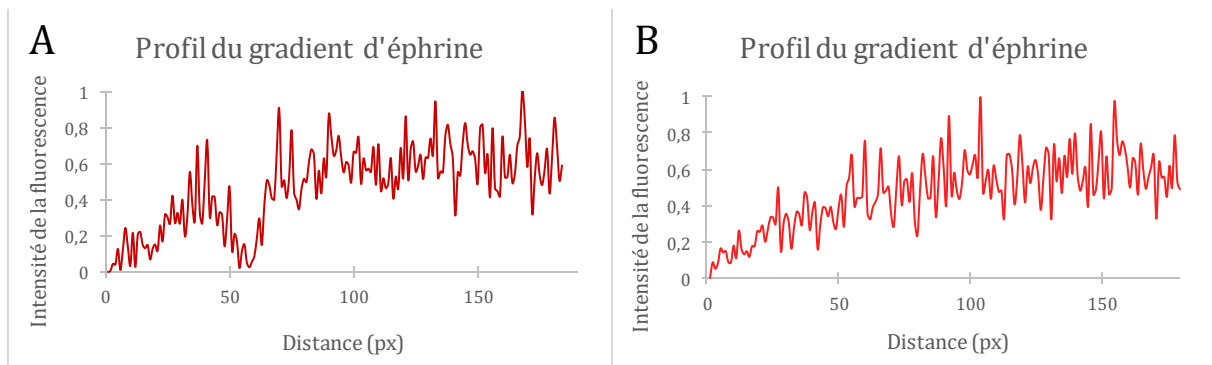 A
Profil du gradient d'éphrine
Intensité de la fluorescence
1
0,8
0,6
0,4
0,2
0
0 50 100 150
Distance (px)
B
Profil du gradient d'éphrine
Intensité de la fluorescence
1
0,8
0,6
0,4
0,2
0
0 50 100 150
Distance (px)